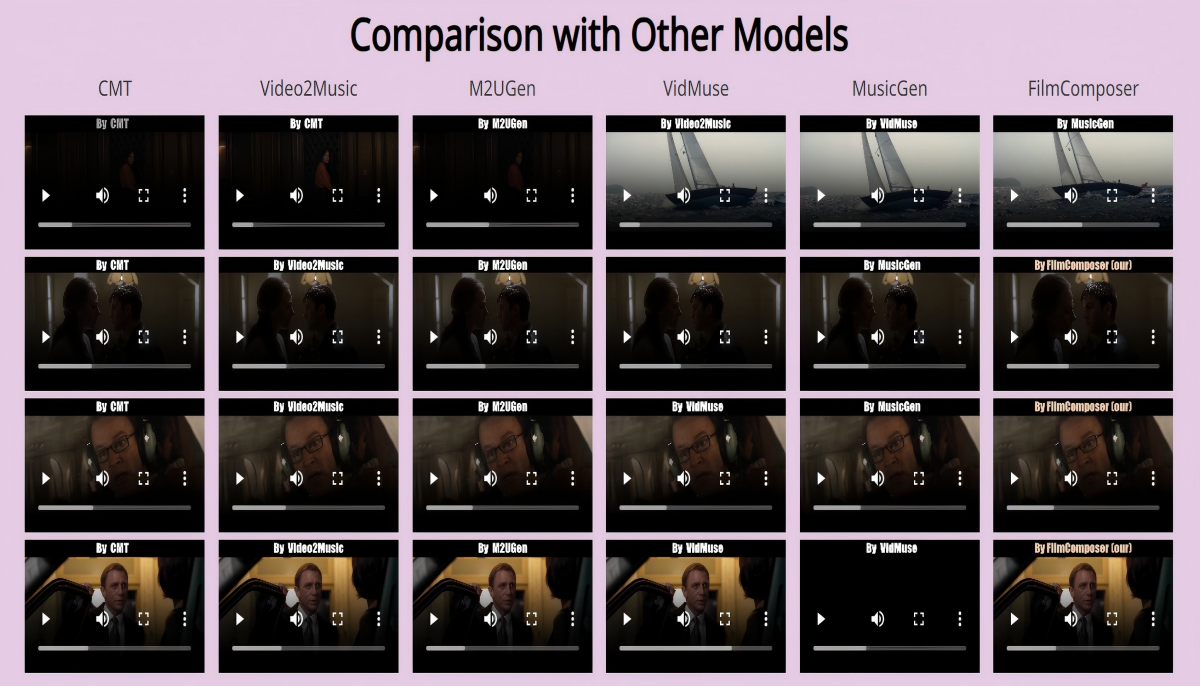 Comparison with Other Models
CMT Video2Music M2UGen VidMuse MusicGen FilmComposer
By CMT By CMT By M2UGen By Video2Music By VidMuse By MusicGen
By CMT By Video2Music By M2UGen By VidMuse By MusicGen By FilmComposer (our)
By CMT By Video2Music By M2UGen By VidMuse By MusicGen By FilmComposer (our)
By CMT By Video2Music By M2UGen By VidMuse By VidMuse By FilmComposer (our)